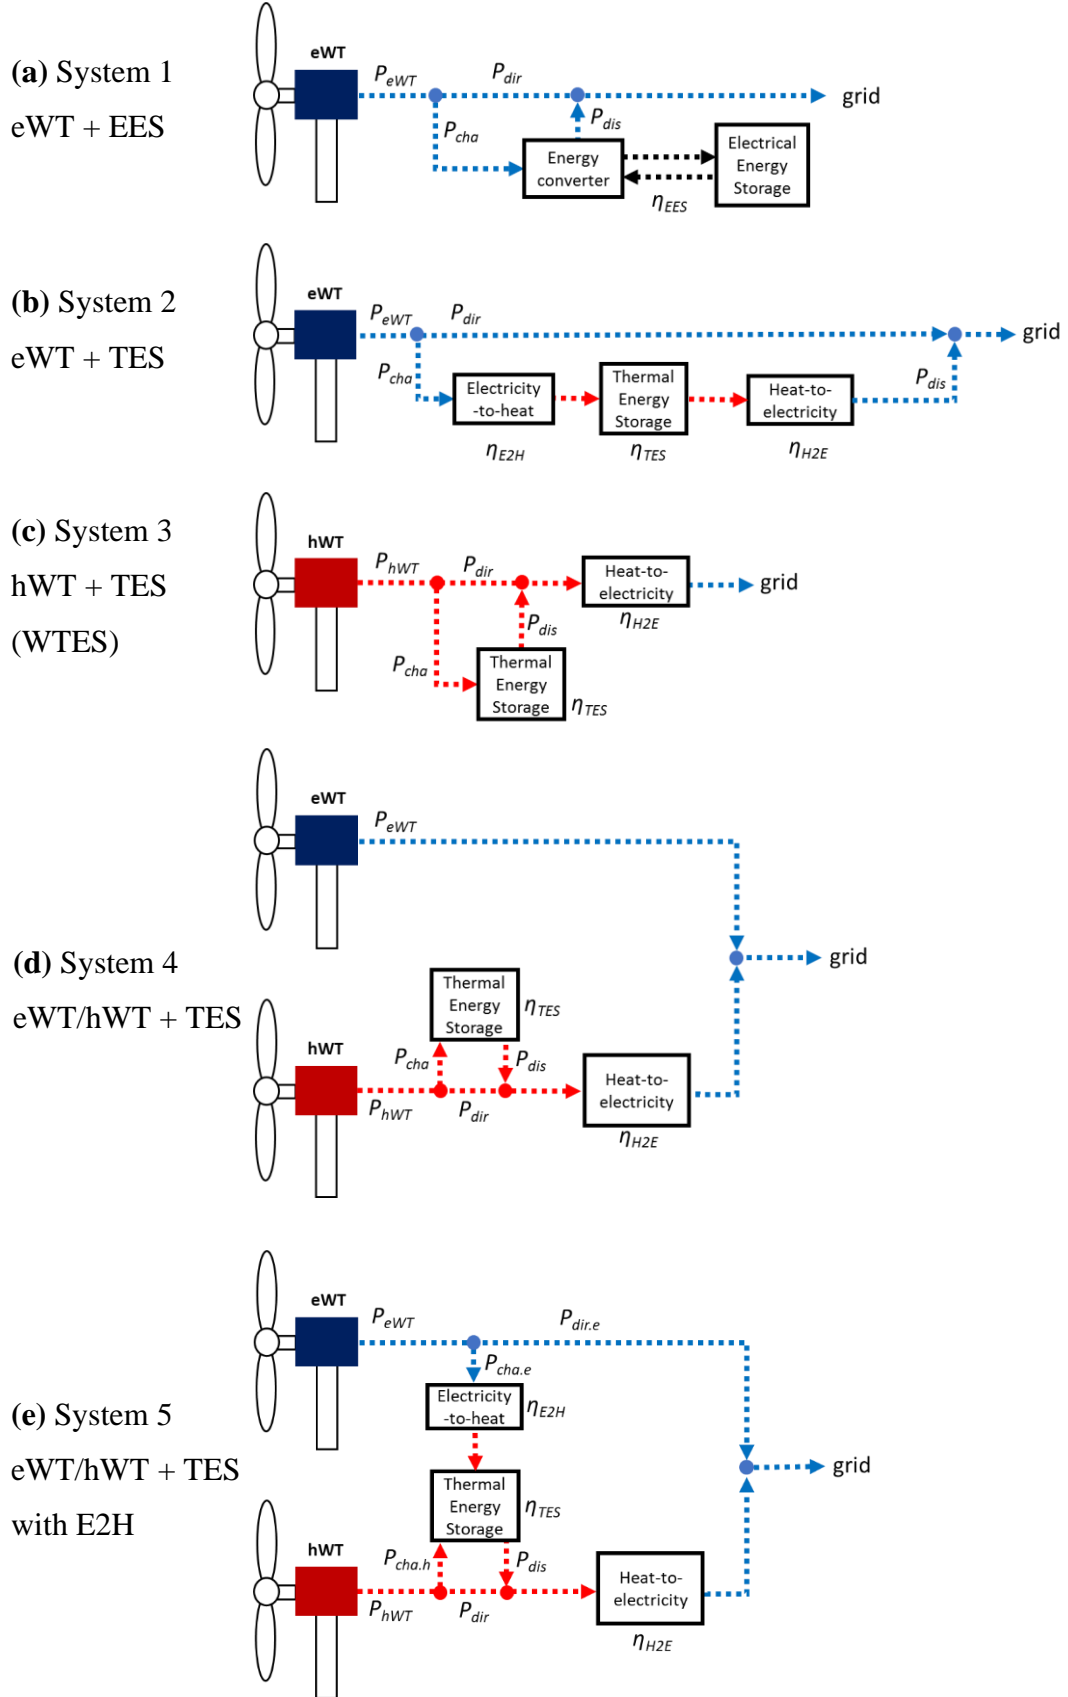 (a) System 1
eWT + EES
eWT
P_eWT
P_dir
grid
P_cha
P_dis
Energy
converter
Electrical
Energy
Storage
η_EES
(b) System 2
eWT + TES
eWT
P_eWT
P_dir
grid
P_cha
Electricity
-to-heat
η_E2H
Thermal
Energy
Storage
η_TES
Heat-to-
electricity
η_H2E
P_dis
(c) System 3
hWT + TES
(WTES)
hWT
P_hWT
P_dir
Heat-to-
electricity
η_H2E
grid
P_dis
P_cha
Thermal
Energy
Storage
η_TES
(d) System 4
eWT/hWT + TES
eWT
P_eWT
grid
Thermal
Energy
Storage
η_TES
hWT
P_cha
P_dis
P_hWT
P_dir
Heat-to-
electricity
η_H2E
(e) System 5
eWT/hWT + TES
with E2H
eWT
P_eWT
P_dir.e
P_cha.e
Electricity
-to-heat
η_E2H
grid
Thermal
Energy
Storage
η_TES
hWT
P_cha.h
P_dis
P_hWT
P_dir
Heat-to-
electricity
η_H2E